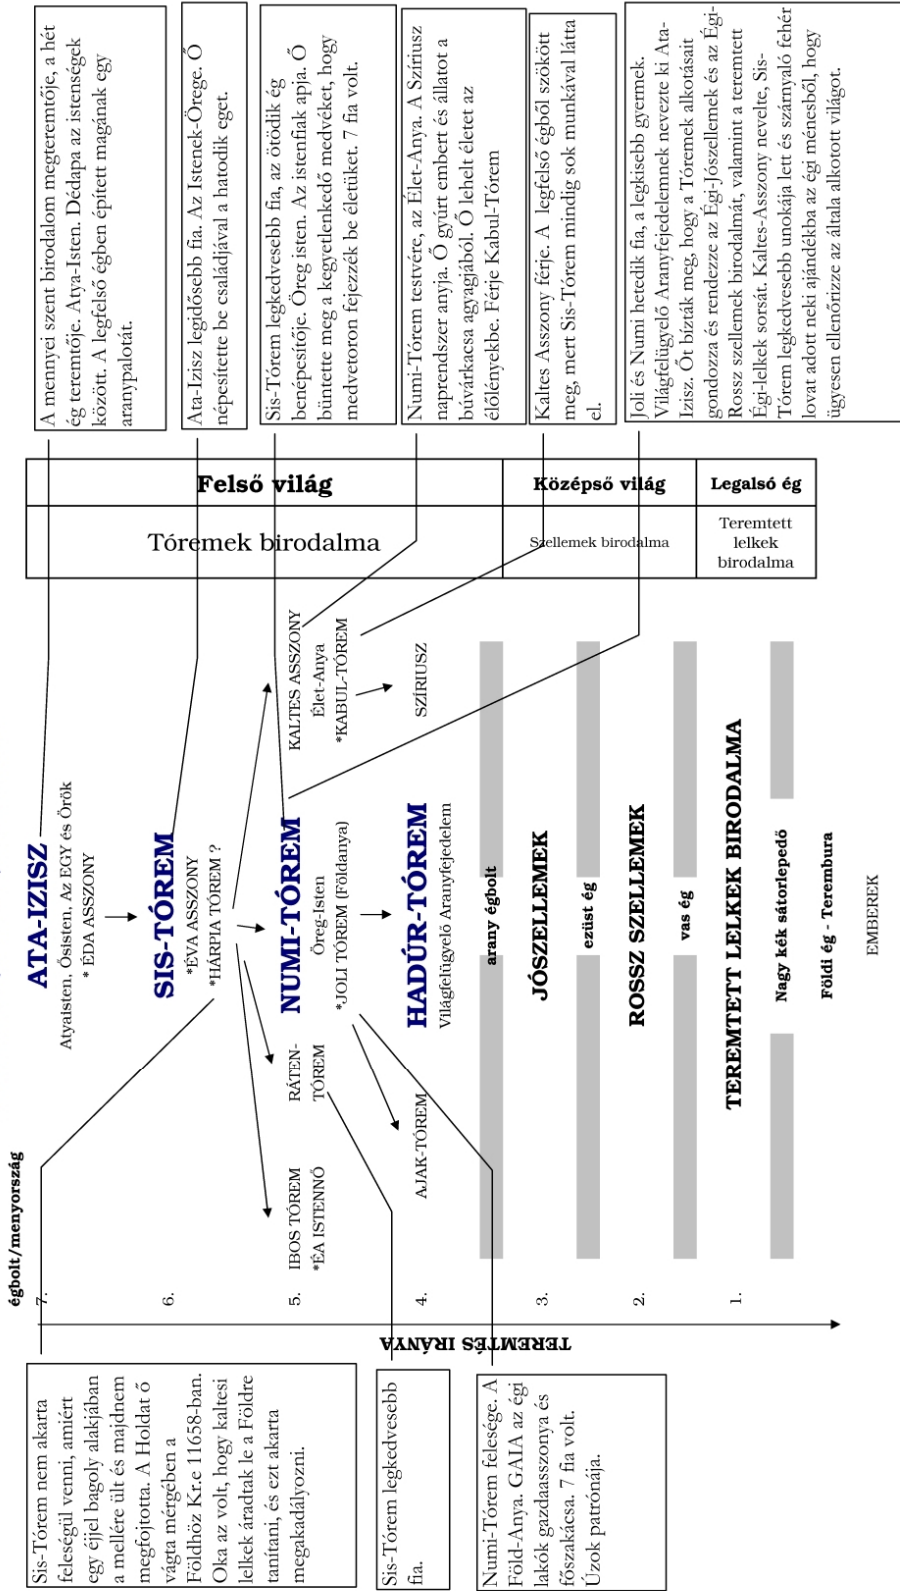 égbolt/menyország
7.
6.
5.
4.
3.
2.
1.
TEREMTÉS IRÁNYA
Sis-Tórem nem akarta
feleségül venni, amiért
egy éjjel bagoly alakjában
a mellére ült és majdnem
megfojtotta. A Holdat ő
vágta mérgében a
Földhöz Kr.e 11658-ban.
Oka az volt, hogy kaltesi
lelkek áradtak le a Földre
tanítani, és ezt akarta
megakadályozni.
Sis-Tórem legkedvesebb
fia.
Numi-Tórem felesége. A
Föld-Anya. GAIA az égi
lakók gazdaasszonya és
főszakácsa. 7 fia volt.
Úzok patrónája.
ATA-IZISZ
Atyaisten, Ősisten. Az EGY és Örök
* ÉDA ASSZONY
SIS-TÓREM
*ÉVA ASSZONY
*HÁRPIA TÓREM ?
IBOS TÓREM
*ÉA ISTENNŐ
RÁTEN-
TÓREM
NUMI-TÓREM
Öreg-Isten
*JOLI TÓREM (Földanya)
KALTES ASSZONY
Élet-Anya
*KABUL-TÓREM
AJAK-TÓREM
HADÚR-TÓREM
Világfelügyelő Aranyfejedelem
SZÍRIUSZ
arany égbolt
JÓSZELLEMEK
ezüst ég
ROSSZ SZELLEMEK
vas ég
TEREMTETT LELKEK BIRODALMA
Nagy kék sátorlepedő
Földi ég - Terembura
EMBEREK
Tóremek birodalma
Szellemek birodalma
Teremtett
lelkek
birodalma
Felső világ
Középső világ
Legalsó ég
A mennyei szent birodalom megteremtője, a hét
ég teremtője. Atya-Isten. Dédapa az istenségek
között. A legfelső égben épített magának egy
aranypalotát.
Ata-Izisz legidősebb fia. Az Istenek-Örege. Ő
népesítette be családjával a hatodik eget.
Sis-Tórem legkedvesebb fia, az ötödik ég
benépesítője. Öreg isten. Az istenfiak apja. Ő
büntette meg a kegyetlenkedő medvéket, hogy
medvetoron fejezzék be életüket. 7 fia volt.
Numi-Tórem testvére, az Élet-Anya. A Szíriusz
naprendszer anyja. Ő gyúrt embert és állatot a
búvárkacsa agyagjából. Ő lehelt életet az
élőlényekbe. Férje Kabul-Tórem
Kaltes Asszony férje. A  legfelső égből szökött
meg, mert Sis-Tórem mindig sok munkával látta
el.
Joli és Numi hetedik fia, a legkisebb gyermek.
Világfelügyelő Aranyfejedelemnek nevezte ki Ata-
Izisz. Őt bízták meg, hogy a Tóremek alkotásait
gondozza és rendezze az Égi-Jószellemek és az Égi-
Rossz szellemek birodalmát, valamint a teremtett
Égi-lelkek sorsát. Kaltes-Asszony nevelte, Sis-
Tórem legkedvesebb unokája lett és szárnyaló fehér
lovat adott neki ajándékba az égi ménesből, hogy
ügyesen ellenőrizze az általa alkotott világot.